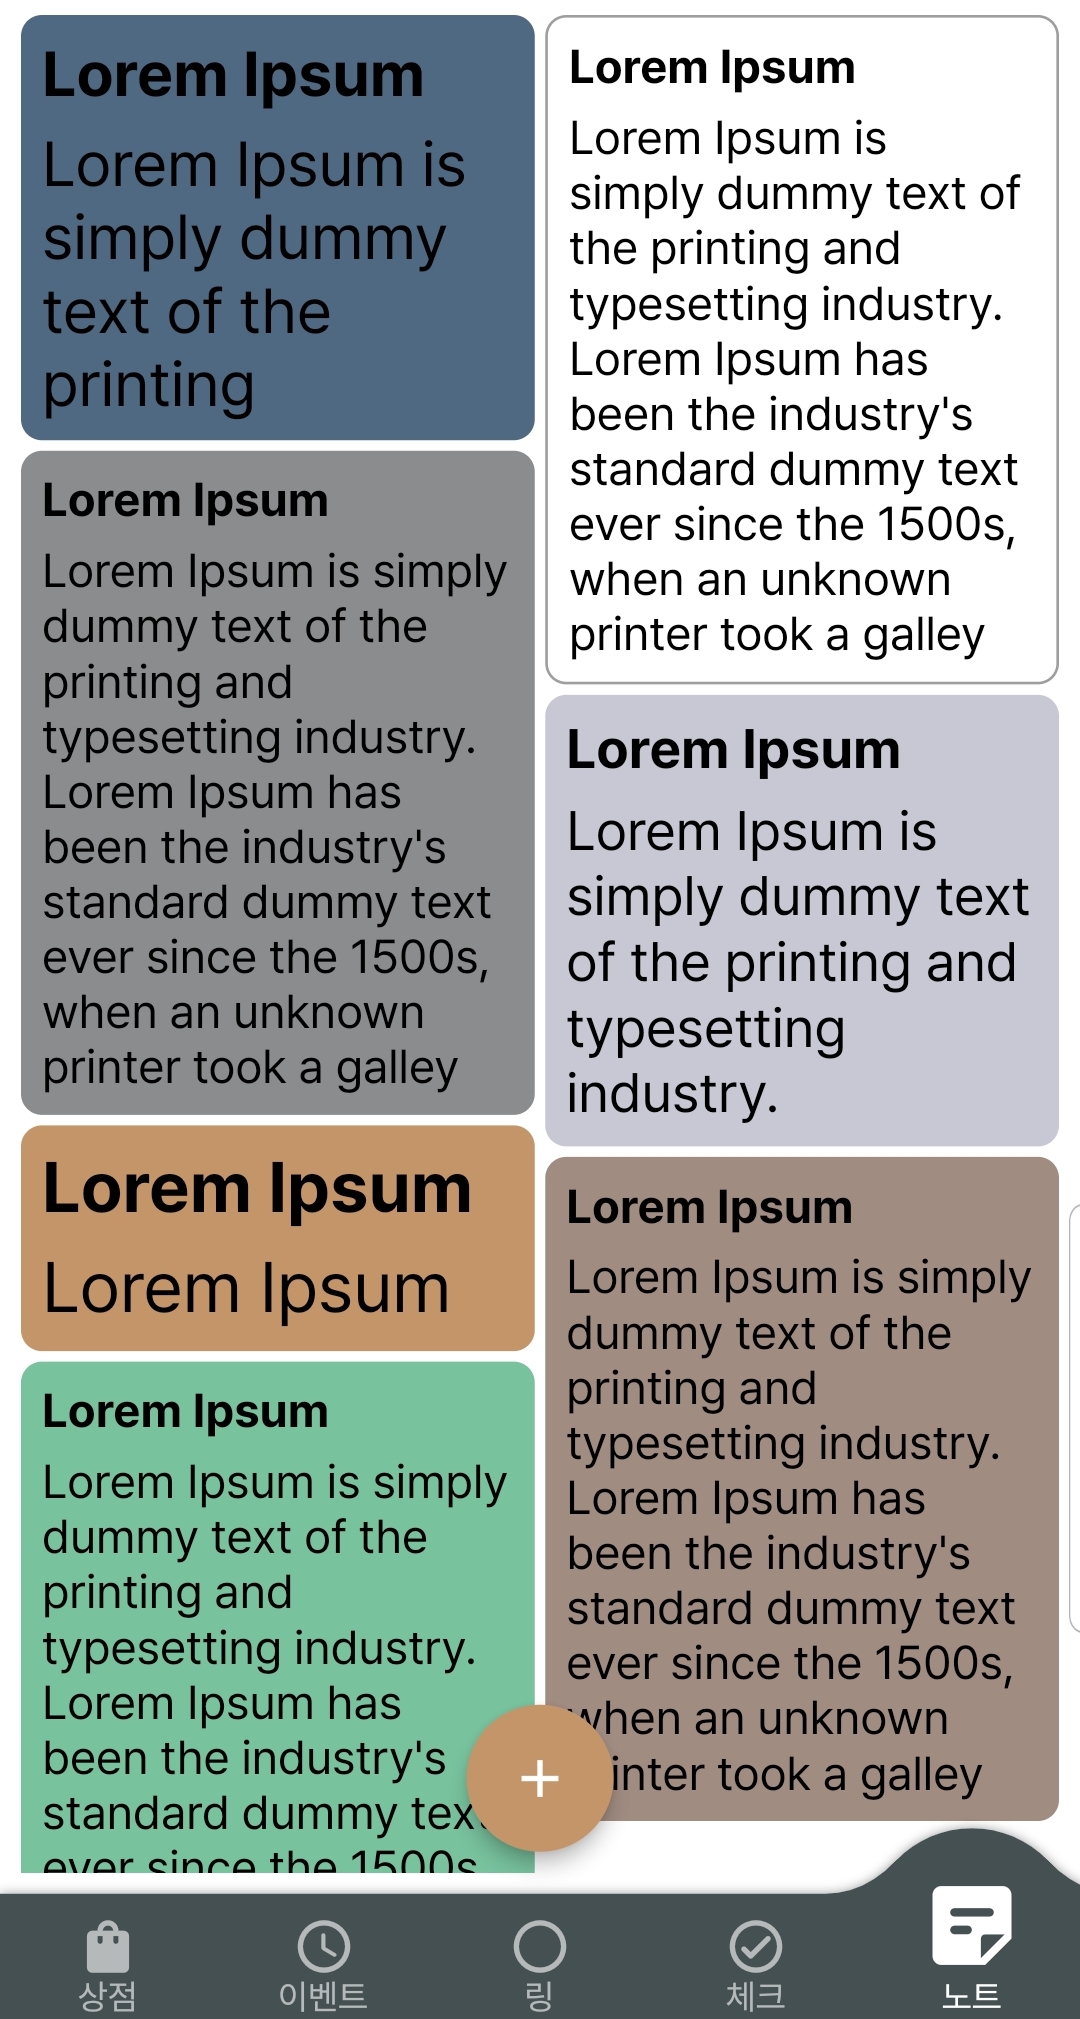 Lorem Ipsum
Lorem Ipsum is
simply dummy
text of the
printing
Lorem Ipsum
Lorem Ipsum is
simply dummy text of
the printing and
typesetting industry.
Lorem Ipsum has
been the industry's
standard dummy text
ever since the 1500s,
when an unknown
printer took a galley
Lorem Ipsum
Lorem Ipsum is simply
dummy text of the
printing and
typesetting industry.
Lorem Ipsum has
been the industry's
standard dummy text
ever since the 1500s,
when an unknown
printer took a galley
Lorem Ipsum
Lorem Ipsum is
simply dummy text
of the printing and
typesetting
industry.
Lorem Ipsum
Lorem Ipsum
Lorem Ipsum
Lorem Ipsum is simply
dummy text of the
printing and
typesetting industry.
Lorem Ipsum has
been the industry's
standard dummy text
ever since the 1500s,
when an unknown
inter took a galley
Lorem Ipsum
Lorem Ipsum is simply
dummy text of the
printing and
typesetting industry.
Lorem Ipsum has
been the industry's
standard dummy text
ever since the 1500s
상점
이벤트
링
체크
노트